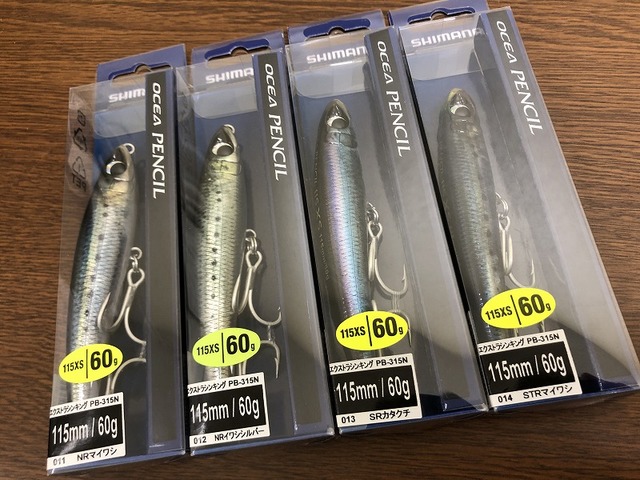 SHIMANO
OCEA PENCIL
115XS 60g
エクストラシンキング PB-315N
115mm / 60g
011 NRマイワシ
SHIMANO
OCEA PENCIL
115XS 60g
エクストラシンキング PB-315N
115mm / 60g
012 NRイワシシルバー
SHIMANO
OCEA PENCIL
115XS 60g
エクストラシンキング PB-315N
115mm / 60g
013 SRカタクチ
SHIMANO
OCEA PENCIL
115XS 60g
エクストラシンキング PB-315N
115mm / 60g
014 STRマイワシ